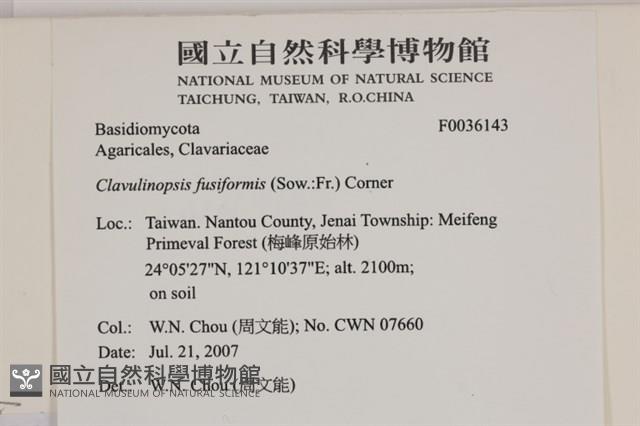 國立自然科學博物館
NATIONAL MUSEUM OF NATURAL SCIENCE
TAICHUNG, TAIWAN, R.O.CHINA
Basidiomycota F0036143
Agaricales, Clavariaceae
Clavulinopsis fusiformis (Sow.:Fr.) Corner
Loc.: Taiwan. Nantou County, Jenai Township: Meifeng
Primeval Forest (梅峰原始林)
24°05'27"N, 121°10'37"E; alt. 2100m;
on soil
Col.: W.N. Chou (周文能); No. CWN 07660
Date: Jul. 21, 2007
Det.: W.N. Chou (周文能)
國立自然科學博物館
NATIONAL MUSEUM OF NATURAL SCIENCE